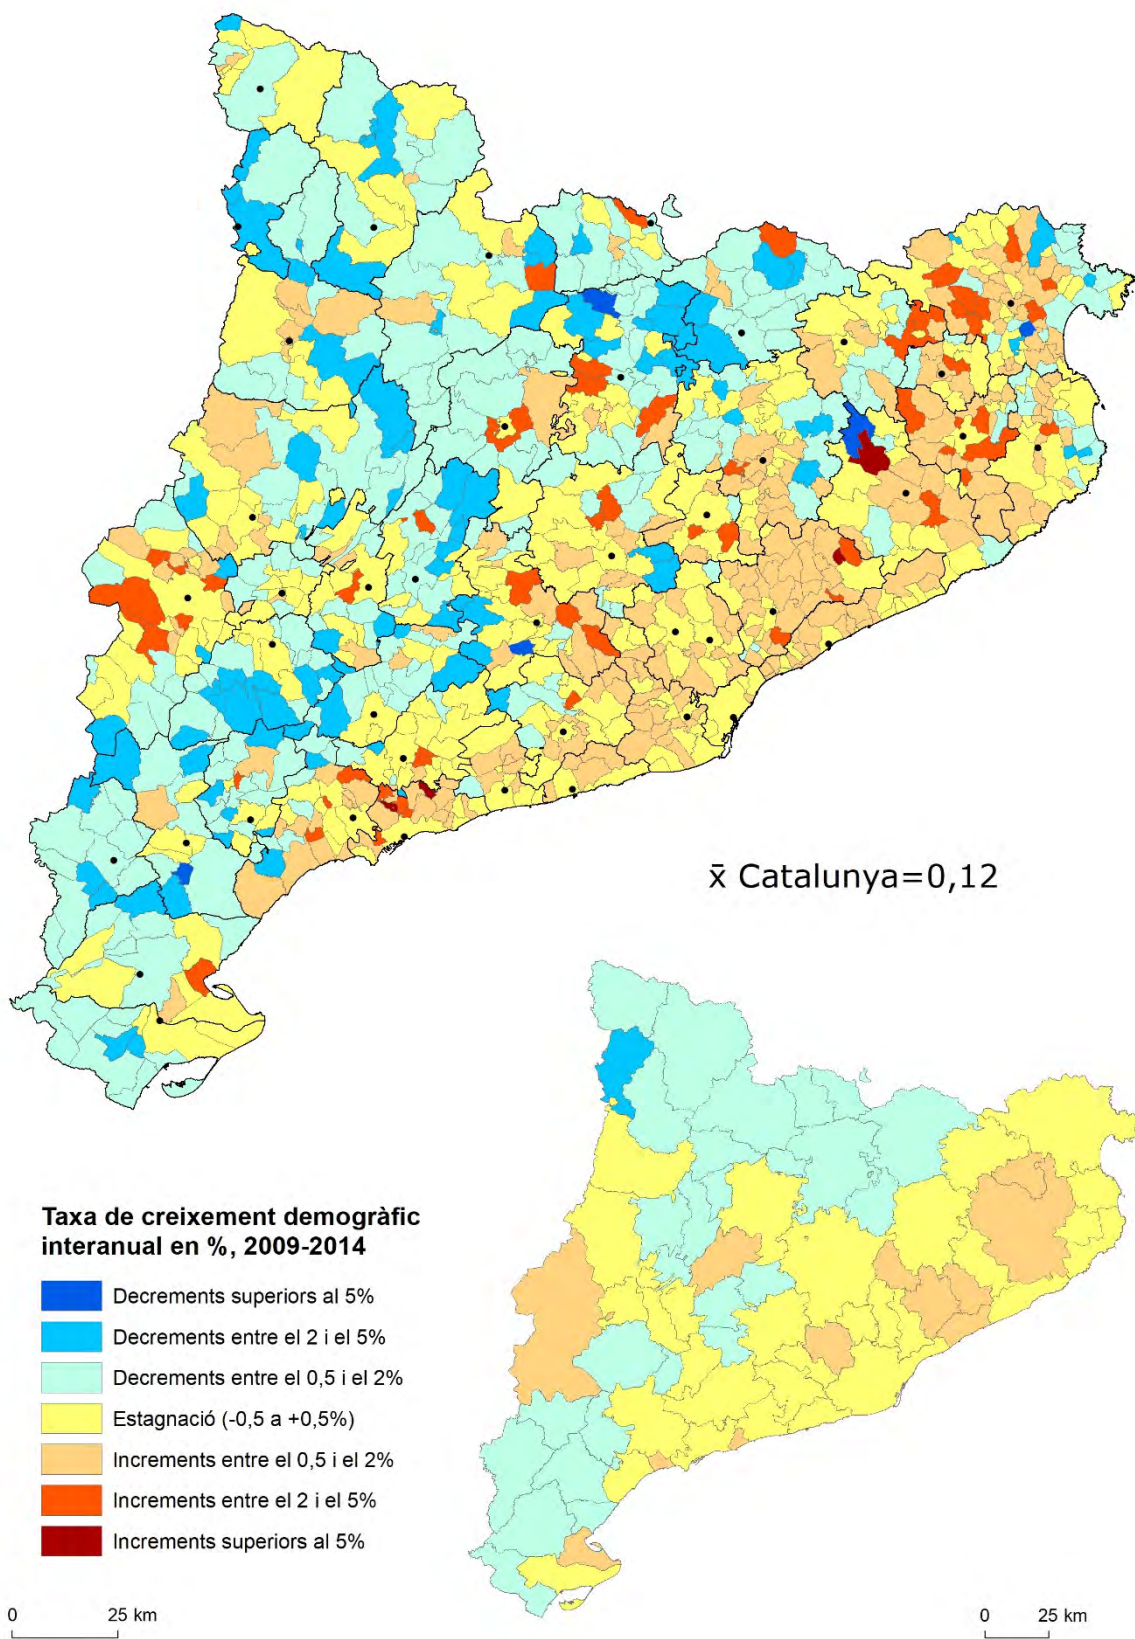 x̄ Catalunya=0,12
Taxa de creixement demogràfic
interanual en %, 2009-2014
Decrements superiors al 5%
Decrements entre el 2 i el 5%
Decrements entre el 0,5 i el 2%
Estagnació (-0,5 a +0,5%)
Increments entre el 0,5 i el 2%
Increments entre el 2 i el 5%
Increments superiors al 5%
0 25 km
0 25 km